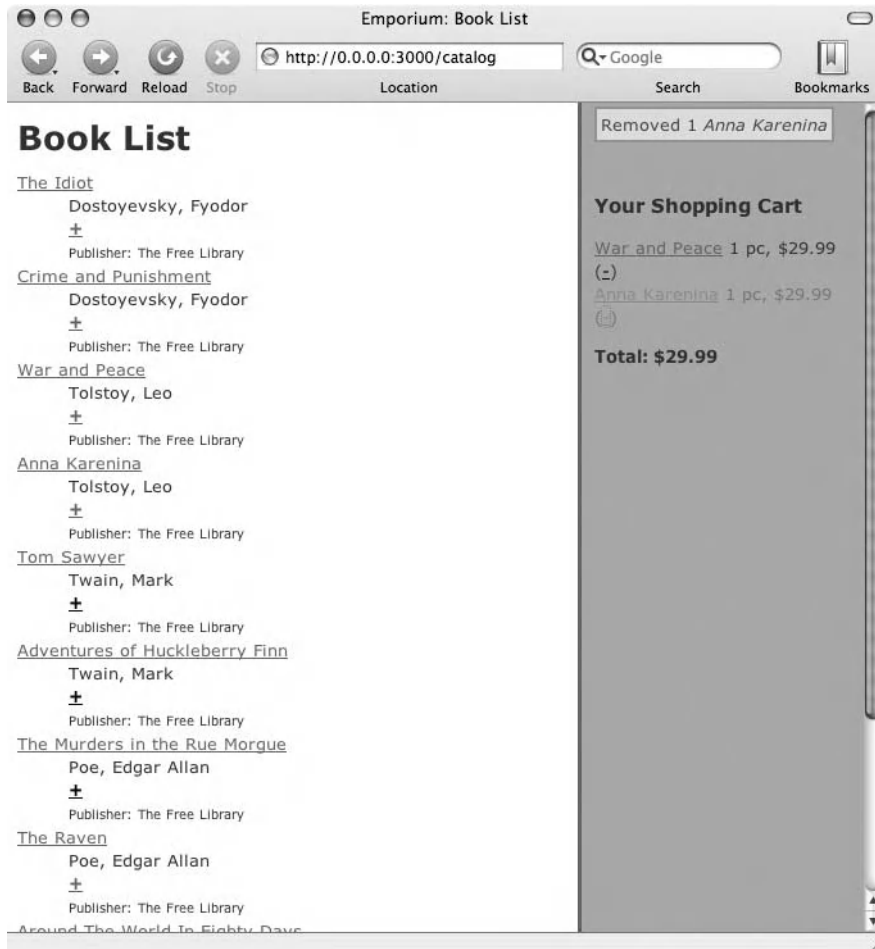 Emporium: Book List
http://0.0.0.0:3000/catalog
Google
Back Forward Reload Stop Location Search Bookmarks
Book List
The Idiot
Dostoyevsky, Fyodor
+
Publisher: The Free Library
Crime and Punishment
Dostoyevsky, Fyodor
+
Publisher: The Free Library
War and Peace
Tolstoy, Leo
+
Publisher: The Free Library
Anna Karenina
Tolstoy, Leo
+
Publisher: The Free Library
Tom Sawyer
Twain, Mark
+
Publisher: The Free Library
Adventures of Huckleberry Finn
Twain, Mark
+
Publisher: The Free Library
The Murders in the Rue Morgue
Poe, Edgar Allan
+
Publisher: The Free Library
The Raven
Poe, Edgar Allan
+
Publisher: The Free Library
Around The World In Eighty Days
Removed 1 Anna Karenina
Your Shopping Cart
War and Peace 1 pc, $29.99
(-)
Anna Karenina 1 pc, $29.99
(-)
Total: $29.99